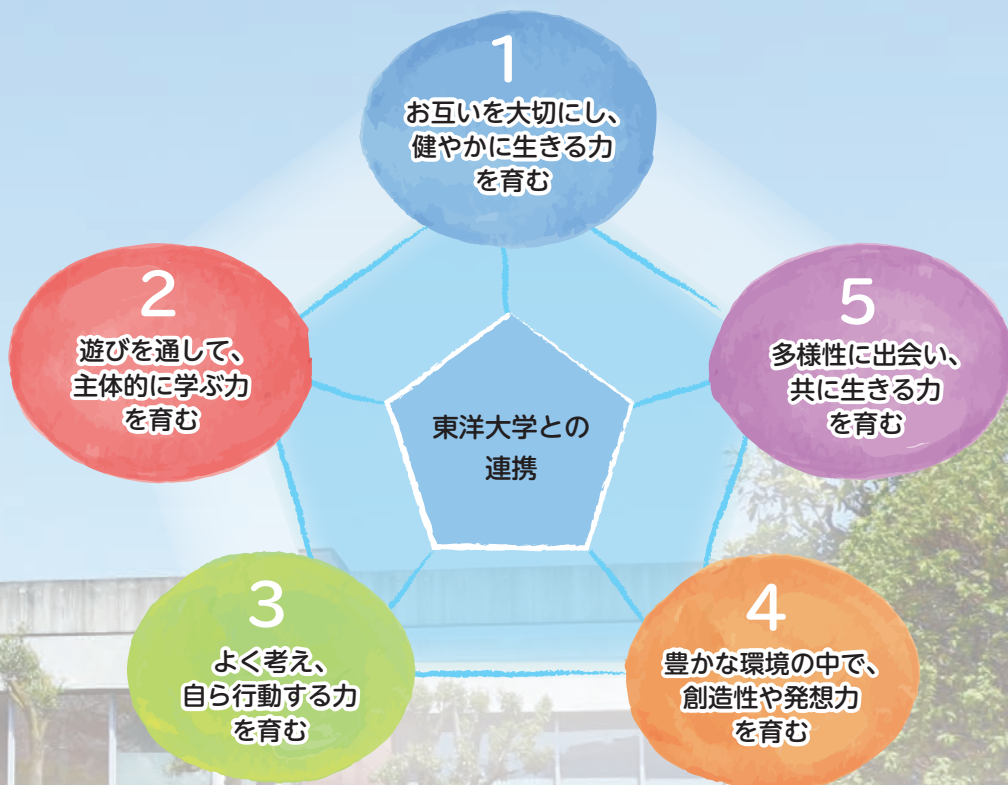 1
お互いを大切にし、
健やかに生きる力
を育む
2
遊びを通して、
主体的に学ぶ力
を育む
3
よく考え、
自ら行動する力
を育む
4
豊かな環境の中で、
創造性や発想力
を育む
5
多様性に出会い、
共に生きる力
を育む
東洋大学との
連携